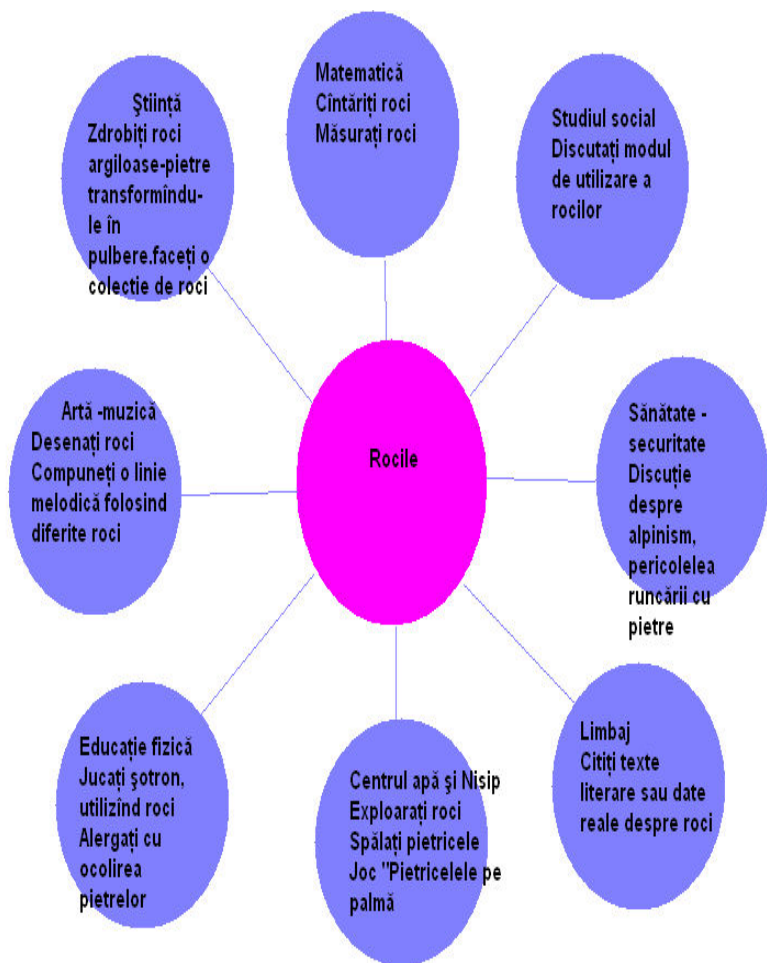 Ştiință
Zdrobiți roci
argiloase-pietre
transformîndu-
le în
pulbere.faceți o
colectie de roci
Matematică
Cîntăriți roci
Măsurați roci
Studiul social
Discutați modul
de utilizare a
rocilor
Artă -muzică
Desenați roci
Compuneți o linie
melodică folosind
diferite roci
Rocile
Sănătate -
securitate
Discuție
despre
alpinism,
pericolelea
runcării cu
pietre
Educație fizică
Jucați şotron,
utilizînd roci
Alergați cu
ocolirea
pietrelor
Centrul apă şi Nisip
Exploarați roci
Spălați pietricele
Joc "Pietricelele pe
palmă
Limbaj
Citiți texte
literare sau date
reale despre roci